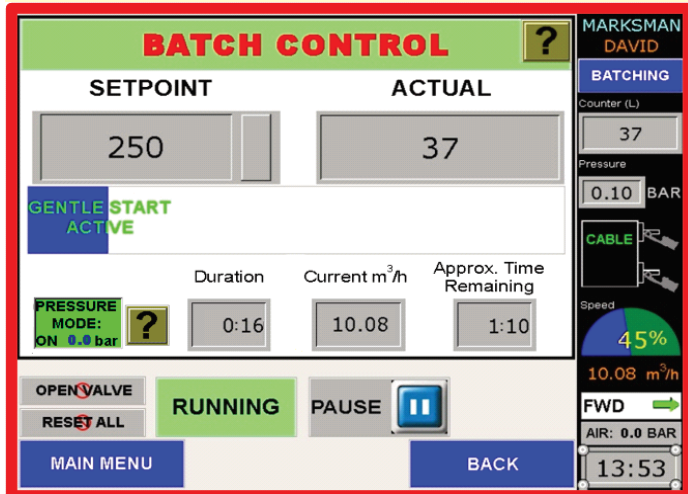 BATCH CONTROL
?
SETPOINT
ACTUAL
250
37
GENTLE START
ACTIVE
Duration
Current m³/h
Approx. Time
Remaining
PRESSURE
MODE:
ON 0.0 bar
?
0:16
10.08
1:10
OPEN VALVE
RESET ALL
RUNNING
PAUSE
MAIN MENU
BACK
MARKSMAN
DAVID
BATCHING
Counter (L)
37
Pressure
0.10 BAR
CABLE
Speed
45%
10.08 m³/h
FWD
AIR: 0.0 BAR
13:53